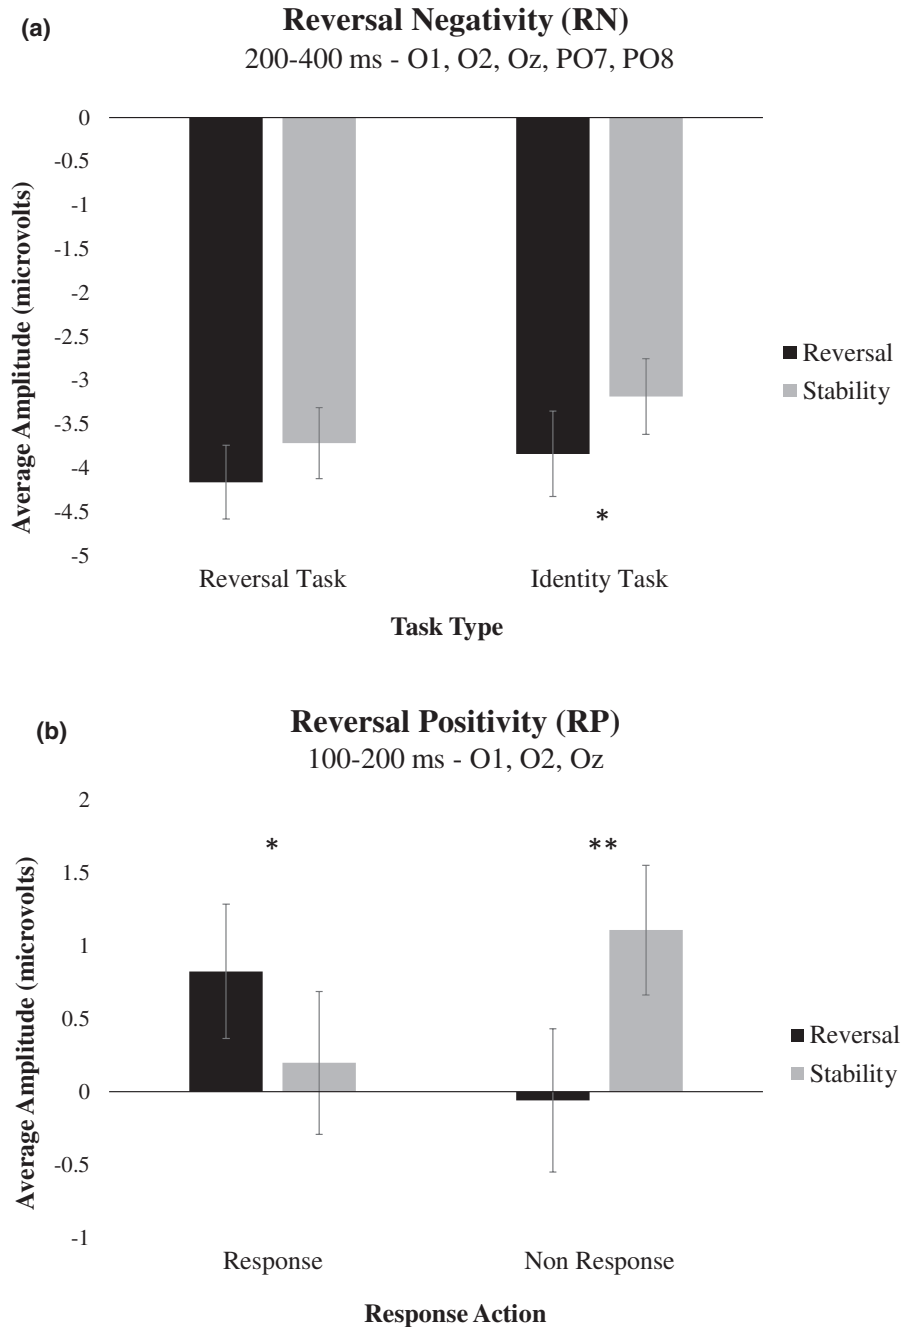 (a)
Reversal Negativity (RN)
200-400 ms - O1, O2, Oz, PO7, PO8
Average Amplitude (microvolts)
0
-0.5
-1
-1.5
-2
-2.5
-3
-3.5
-4
-4.5
-5
*
Reversal
Stability
Reversal Task
Identity Task
Task Type
(b)
Reversal Positivity (RP)
100-200 ms - O1, O2, Oz
Average Amplitude (microvolts)
2
1.5
1
0.5
0
-0.5
-1
*
**
Reversal
Stability
Response
Non Response
Response Action